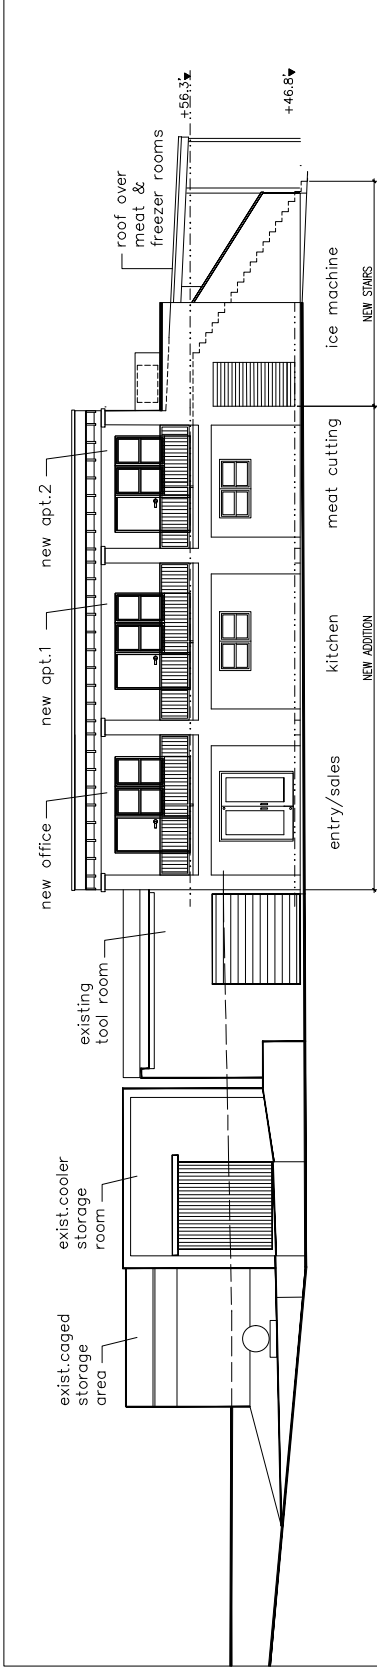 exist.caged
storage
area
exist.cooler
storage
room
existing
tool room
new office
new apt.1
new apt.2
roof over
meat &
freezer rooms
+56.3'
+46.8'
entry/sales
kitchen
meat cutting
ice machine
NEW ADDITION
NEW STAIRS